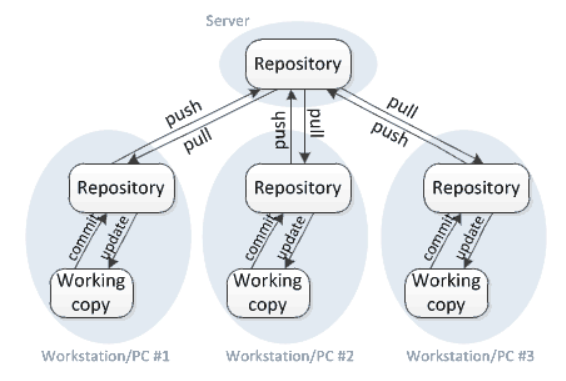 Server
Repository
push
pull
push
pull
pull
push
Repository
Repository
Repository
commit
update
commit
update
commit
update
Working
copy
Working
copy
Working
copy
Workstation/PC #1
Workstation/PC #2
Workstation/PC #3